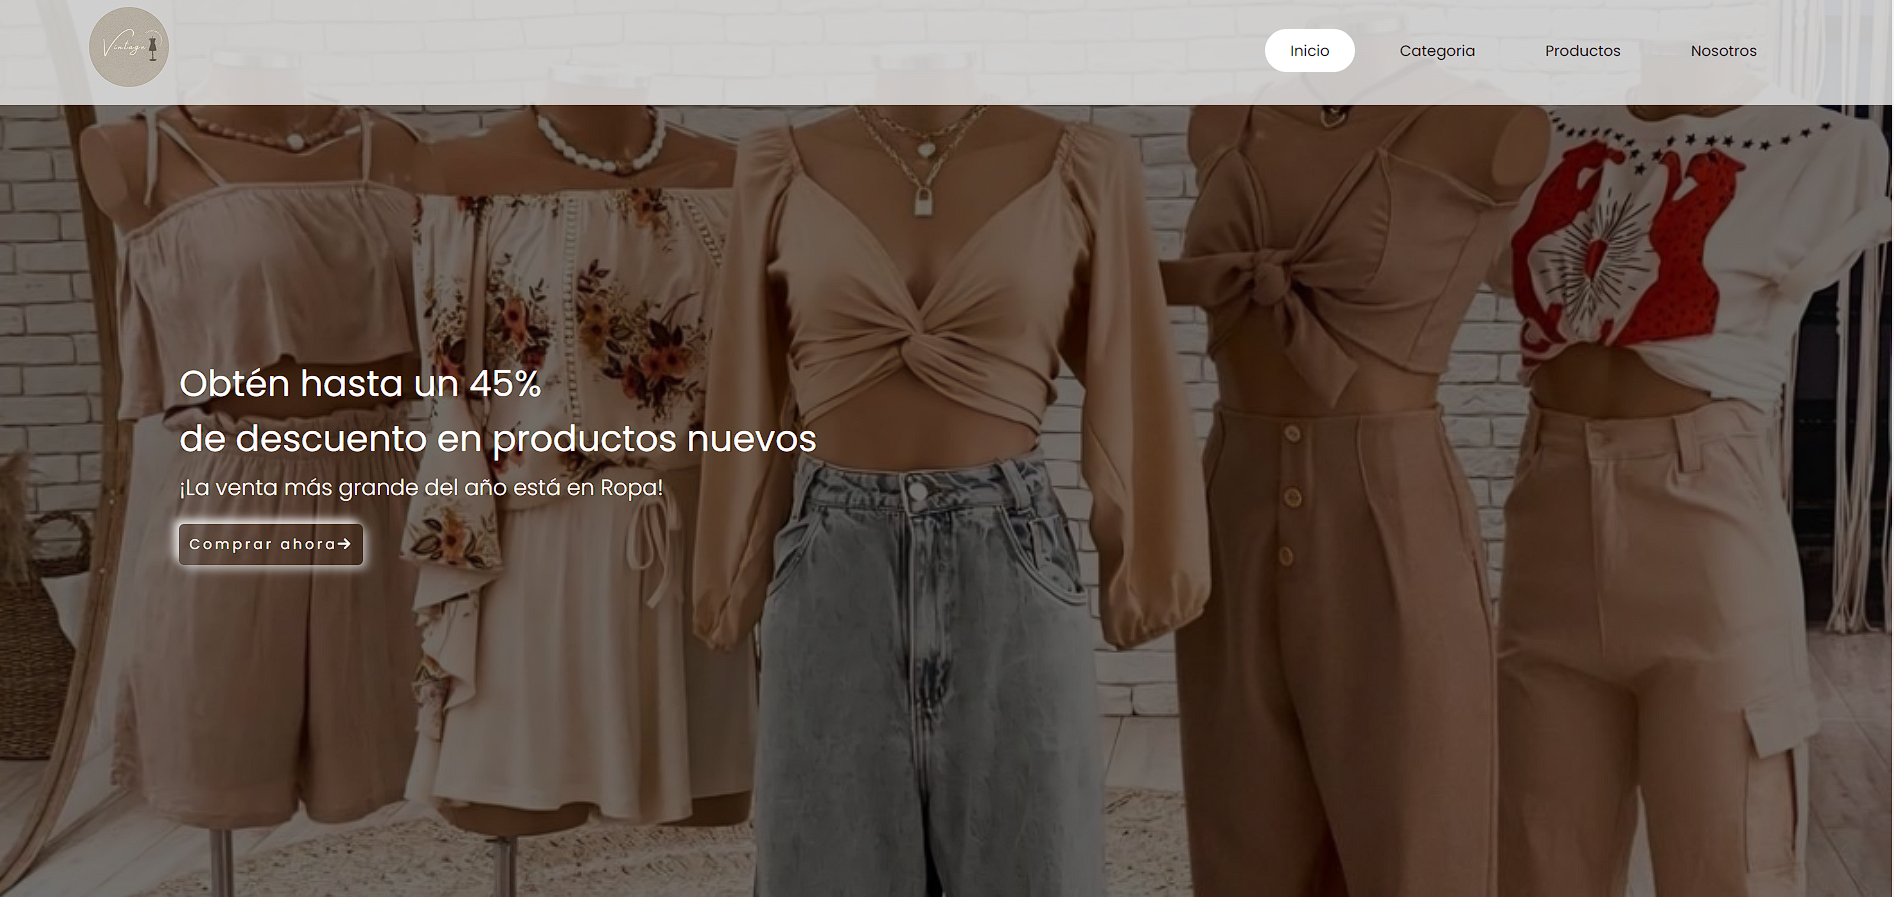 Vintage
Inicio
Categoria
Productos
Nosotros
Obtén hasta un 45%
de descuento en productos nuevos
¡La venta más grande del año está en Ropa!
Comprar ahora→